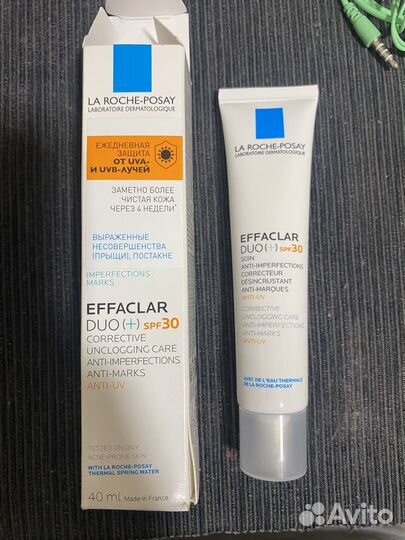 LA ROCHE-POSAY
LABORATOIRE DERMATOLOGIQUE
ЕЖЕДНЕВНАЯ
ЗАЩИТА
ОТ UVA-
И UVB-ЛУЧЕЙ
ЗАМЕТНО БОЛЕЕ
ЧИСТАЯ КОЖА
ЧЕРЕЗ 4 НЕДЕЛИ*
ВЫРАЖЕННЫЕ
НЕСОВЕРШЕНСТВА
(ПРЫЩИ), ПОСТАКНЕ
IMPERFECTIONS,
MARKS
EFFACLAR
DUO(+) SPF30
CORRECTIVE
UNCLOGGING CARE
ANTI-IMPERFECTIONS
ANTI-MARKS
ANTI-UV
TESTED ON OILY
ACNE-PRONE SKIN
WITH LA ROCHE-POSAY
THERMAL SPRING WATER
40 ml Made in France
LA ROCHE-POSAY
LABORATOIRE DERMATOLOGIQUE
EFFACLAR
DUO(+) SPF30
SOIN
ANTI-IMPERFECTIONS
CORRECTEUR
DÉSINCRUSTANT
ANTI-MARQUES
ANTI-UV
CORRECTIVE
UNCLOGGING CARE
ANTI-IMPERFECTIONS
ANTI-MARKS
ANTI-UV
AVEC DE L'EAU THERMALE
DE LA ROCHE-POSAY
Avito